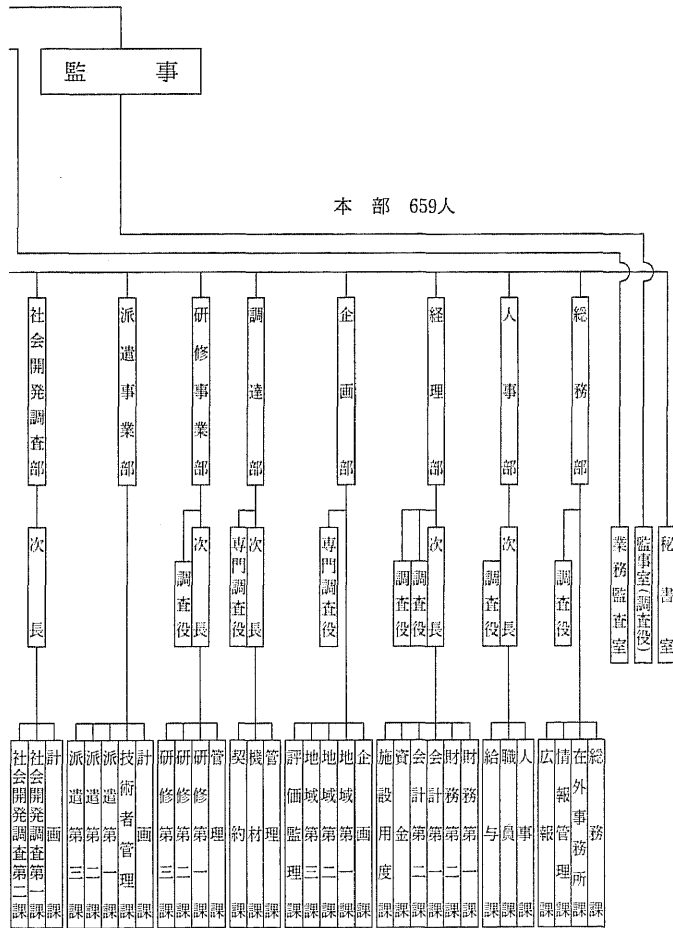 監事
本部 659人
総務部
人事部
経理部
企画部
調達部
研修事業部
派遣事業部
社会開発調査部
秘書室
監事室(調査役)
業務監査室
調査役
次長
調査役
次長
調査役
調査役
専門調査役
次長
専門調査役
次長
調査役
次長
総務課
在外事務所課
情報管理課
広報課
人事課
職員課
給与課
財務第一課
財務第二課
会計第一課
会計第二課
資金課
施設用度課
企画課
地域第一課
地域第二課
地域第三課
評価監理課
管理課
機材課
契約課
管理課
研修第一課
研修第二課
研修第三課
計画課
技術者管理課
派遣第一課
派遣第二課
派遣第三課
計画課
社会開発調査第一課
社会開発調査第二課